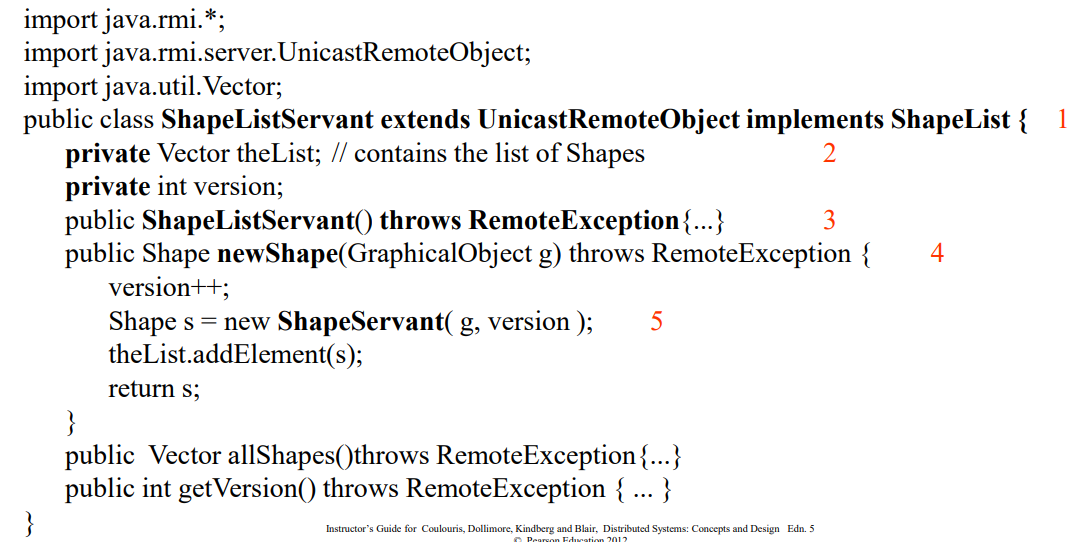 import java.rmi.*;
import java.rmi.server.UnicastRemoteObject;
import java.util.Vector;
public class ShapeListServant extends UnicastRemoteObject implements ShapeList { 1
private Vector theList; // contains the list of Shapes 2
private int version;
public ShapeListServant() throws RemoteException{...} 3
public Shape newShape(GraphicalObject g) throws RemoteException { 4
version++;
Shape s = new ShapeServant( g, version ); 5
theList.addElement(s);
return s;
}
public Vector allShapes()throws RemoteException{...}
public int getVersion() throws RemoteException { ... }
}
Instructor's Guide for Coulouris, Dollimore, Kindberg and Blair, Distributed Systems: Concepts and Design Edn. 5
© Pearson Education 2012